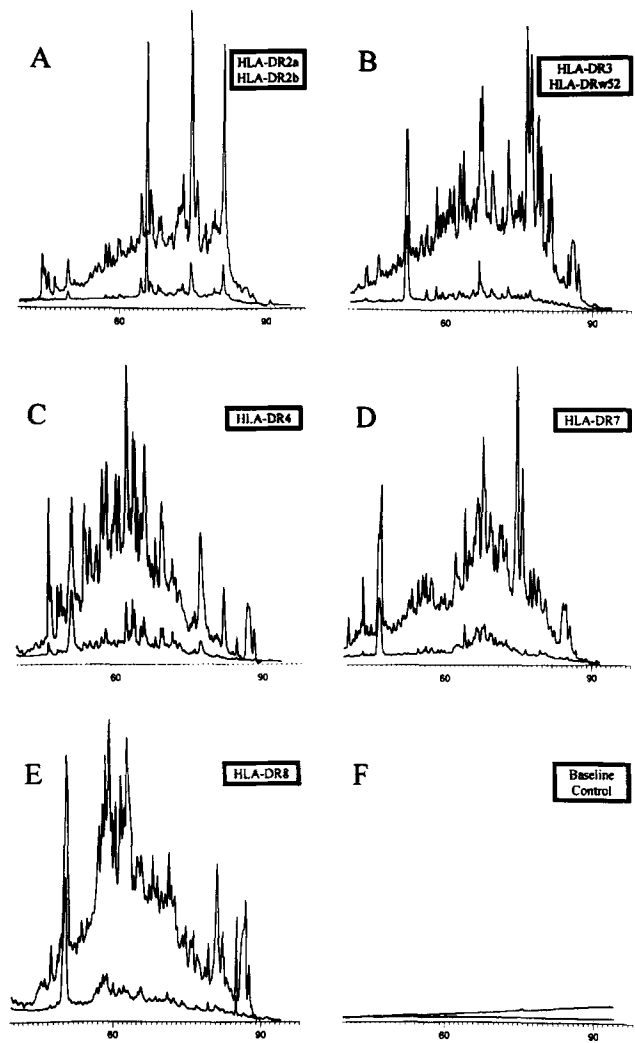 A
HLA-DR2a
HLA-DR2b
60
90
B
HLA-DR3
HLA-DRw52
60
90
C
HLA-DR4
60
90
D
HLA-DR7
60
90
E
HLA-DR8
60
90
F
Baseline
Control
60
90